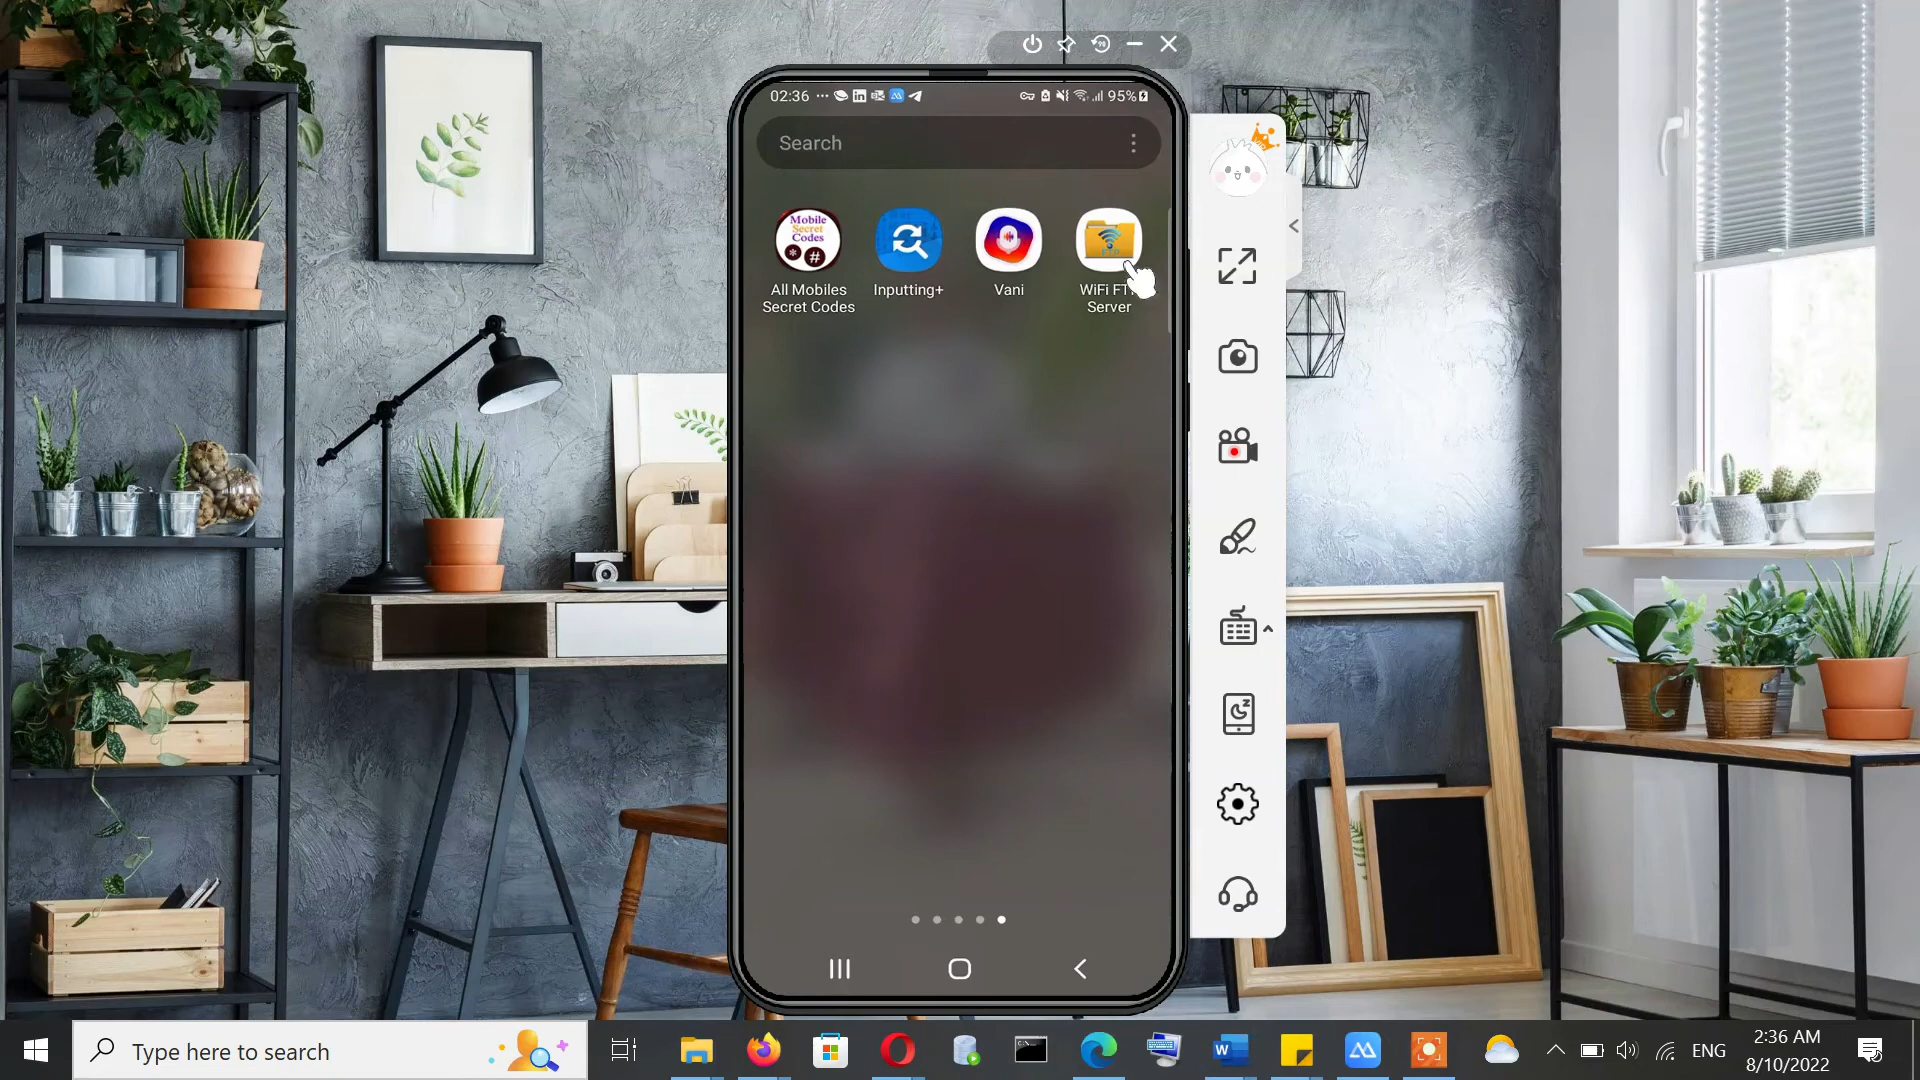 02:36
95%
Search
Mobile
Secret
Codes
* #
All Mobiles
Secret Codes
Inputting+
Vani
WiFi FT
Server
Type here to search
ENG
2:36 AM
8/10/2022